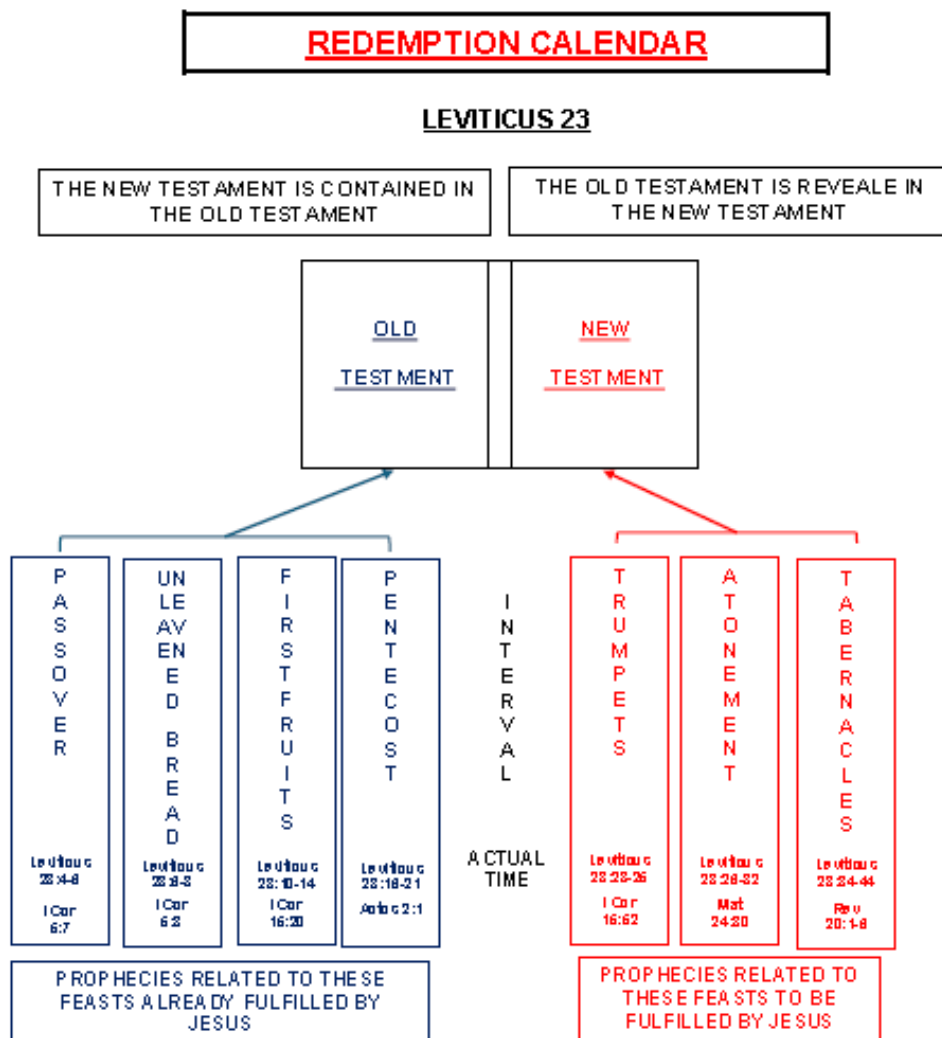 REDEMPTION CALENDAR
LEVITICUS 23
THE NEW TESTAMENT IS CONTAINED IN
THE OLD TESTAMENT
THE OLD TESTAMENT IS REVEALE IN
THE NEW TESTAMENT
OLD
TESTMENT
NEW
TESTMENT
PASSOVER
Leviticus
I Cor
UNLEAVENED BREAD
Leviticus
I Cor
FIRSTFRUITS
Leviticus
I Cor
PENTECOST
Leviticus
Actos 2:1
INTERVAL
ACTUAL
TIME
TRUMPETS
Leviticus
I Cor
ATONEMENT
Leviticus
Mat
TABERNACLES
Leviticus
Rev
PROPHECIES RELATED TO THESE
FEASTS ALREADY FULFILLED BY
JESUS
PROPHECIES RELATED TO
THESE FEASTS TO BE
FULFILLED BY JESUS